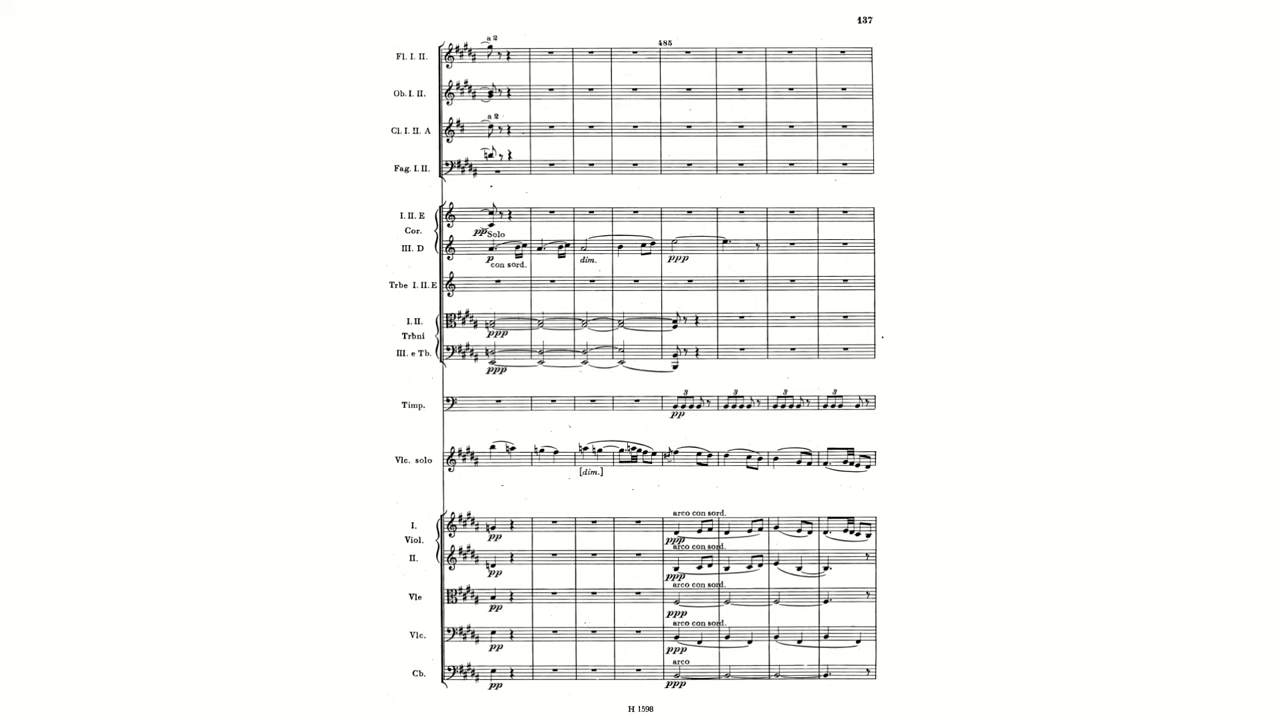 137
a 2
485
Fl. I. II.
Ob. I. II.
a 2
Cl. I. II. A
Fag. I. II.
I. II. E
Cor.
pp Solo
III. D
p dim. ppp
con sord.
Trbe I. II. E
I. II.
ppp
Trbni
III. e Tb.
ppp
3 3 3 3
Timp.
pp
Vlc. solo
[dim.]
arco con sord.
I.
pp ppp
Viol.
arco con sord.
II.
pp ppp
arco con sord.
Vle
pp ppp
arco con sord.
Vlc.
pp ppp
arco
Cb.
pp ppp
H 1598